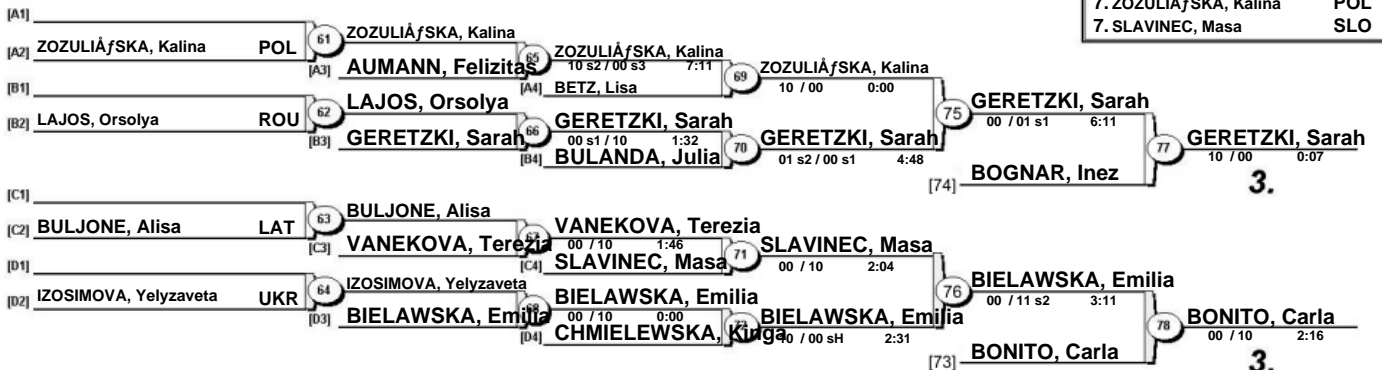 7. ZOZULIÅƒSKA, Kalina POL
7. SLAVINEC, Masa SLO
[A1]
[A2] ZOZULIÅƒSKA, Kalina POL
61 ZOZULIÅƒSKA, Kalina
[A3] AUMANN, Felizitas
65 ZOZULIÅƒSKA, Kalina
10 s2 / 00 s3 7:11
[A4] BETZ, Lisa
69 ZOZULIÅƒSKA, Kalina
10 / 00 0:00
[B1]
[B2] LAJOS, Orsolya ROU
62 LAJOS, Orsolya
[B3] GERETZKI, Sarah
66 GERETZKI, Sarah
00 s1 / 10 1:32
[B4] BULANDA, Julia
70 GERETZKI, Sarah
01 s2 / 00 s1 4:48
75 GERETZKI, Sarah
00 / 01 s1 6:11
[74] BOGNAR, Inez
77 GERETZKI, Sarah
10 / 00 0:07
3.
[C1]
[C2] BULJONE, Alisa LAT
63 BULJONE, Alisa
[C3] VANEKOVA, Terezia
67 VANEKOVA, Terezia
00 / 10 1:46
[C4] SLAVINEC, Masa
71 SLAVINEC, Masa
00 / 10 2:04
[D1]
[D2] IZOSIMOVA, Yelyzaveta UKR
64 IZOSIMOVA, Yelyzaveta
[D3] BIELAWSKA, Emilia
68 BIELAWSKA, Emilia
00 / 10 0:00
[D4] CHMIELEWSKA, Kinga
72 BIELAWSKA, Emilia
10 / 00 sH 2:31
76 BIELAWSKA, Emilia
00 / 11 s2 3:11
[73] BONITO, Carla
78 BONITO, Carla
00 / 10 2:16
3.